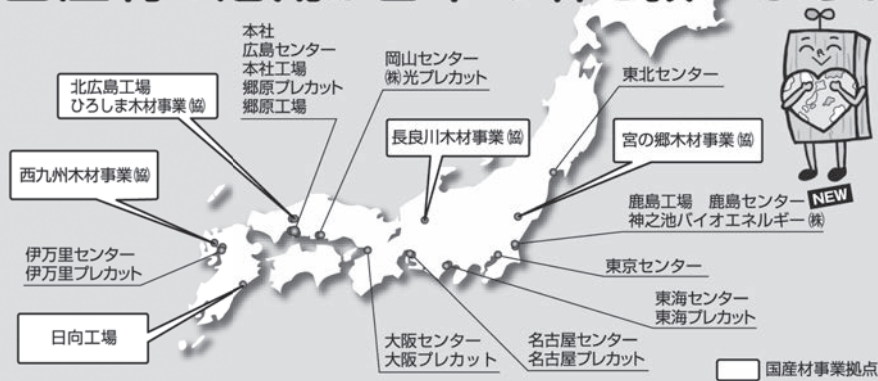 本社
広島センター
本社工場
郷原プレカット
郷原工場
岡山センター
㈱光プレカット
東北センター
北広島工場
ひろしま木材事業㈿
長良川木材事業㈿
宮の郷木材事業㈿
西九州木材事業㈿
鹿島工場 鹿島センター NEW
神之池バイオエネルギー㈱
伊万里センター
伊万里プレカット
東京センター
東海センター
東海プレカット
日向工場
大阪センター
大阪プレカット
名古屋センター
名古屋プレカット
国産材事業拠点